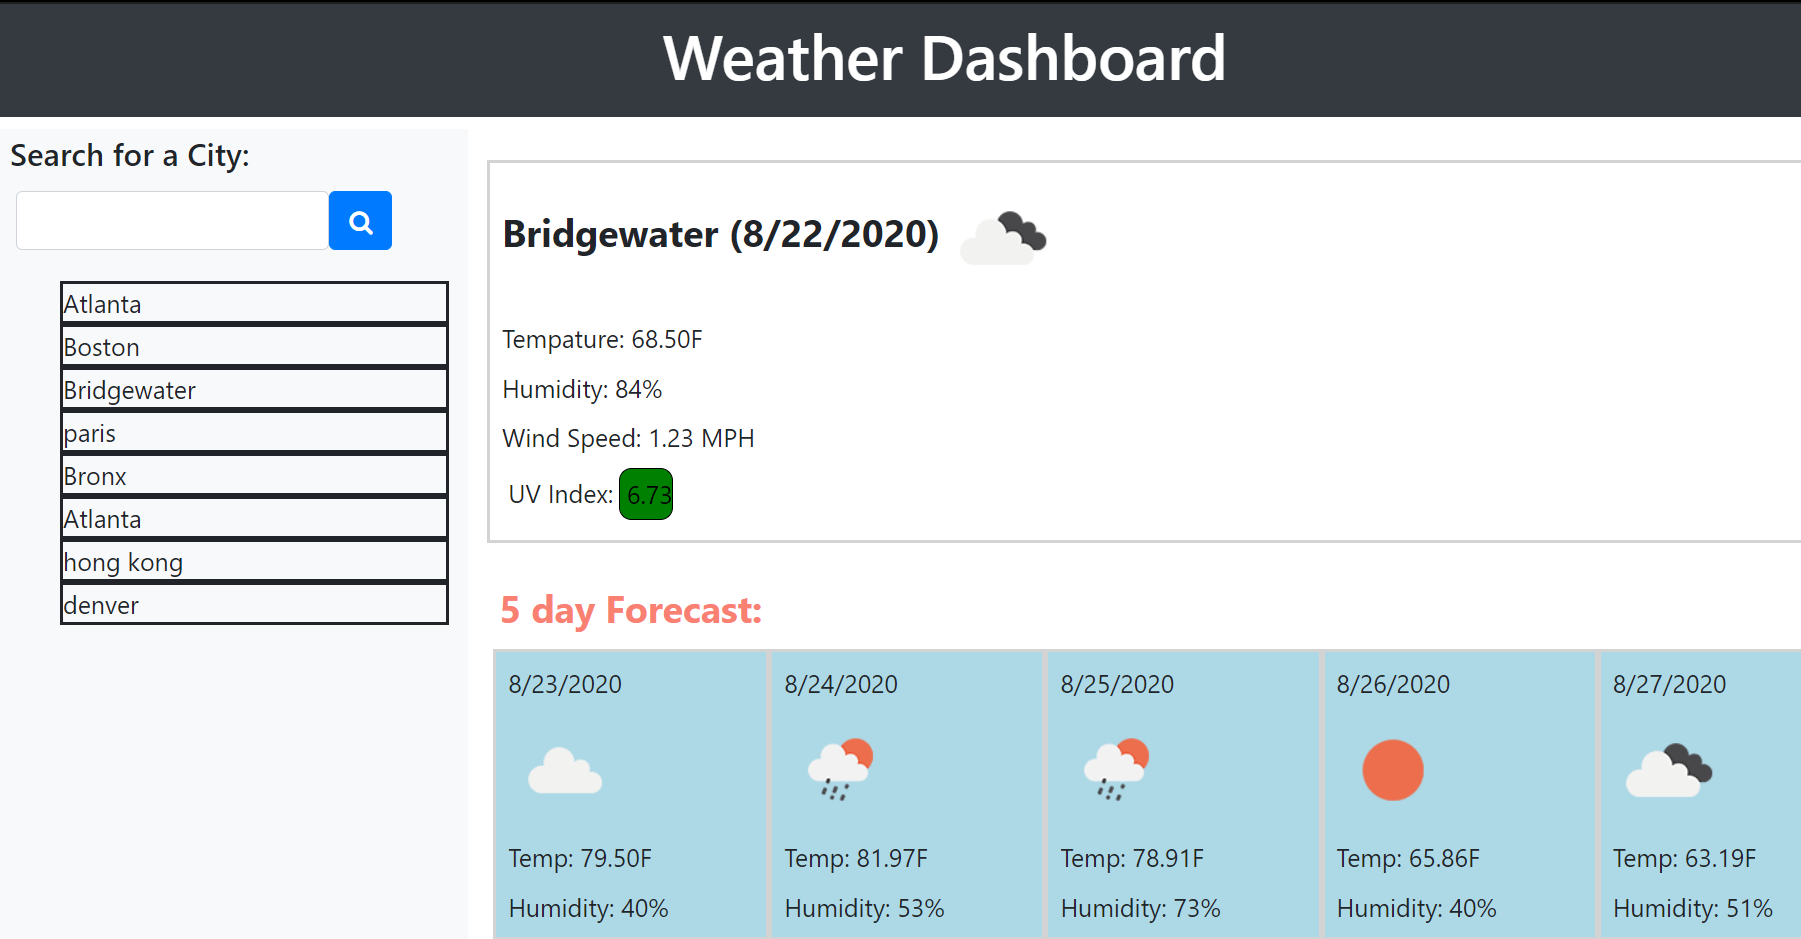 Weather Dashboard
Search for a City:
Atlanta
Boston
Bridgewater
paris
Bronx
Atlanta
hong kong
denver
Bridgewater (8/22/2020)
Tempature: 68.50F
Humidity: 84%
Wind Speed: 1.23 MPH
UV Index: 6.73
5 day Forecast:
8/23/2020
Temp: 79.50F
Humidity: 40%
8/24/2020
Temp: 81.97F
Humidity: 53%
8/25/2020
Temp: 78.91F
Humidity: 73%
8/26/2020
Temp: 65.86F
Humidity: 40%
8/27/2020
Temp: 63.19F
Humidity: 51%